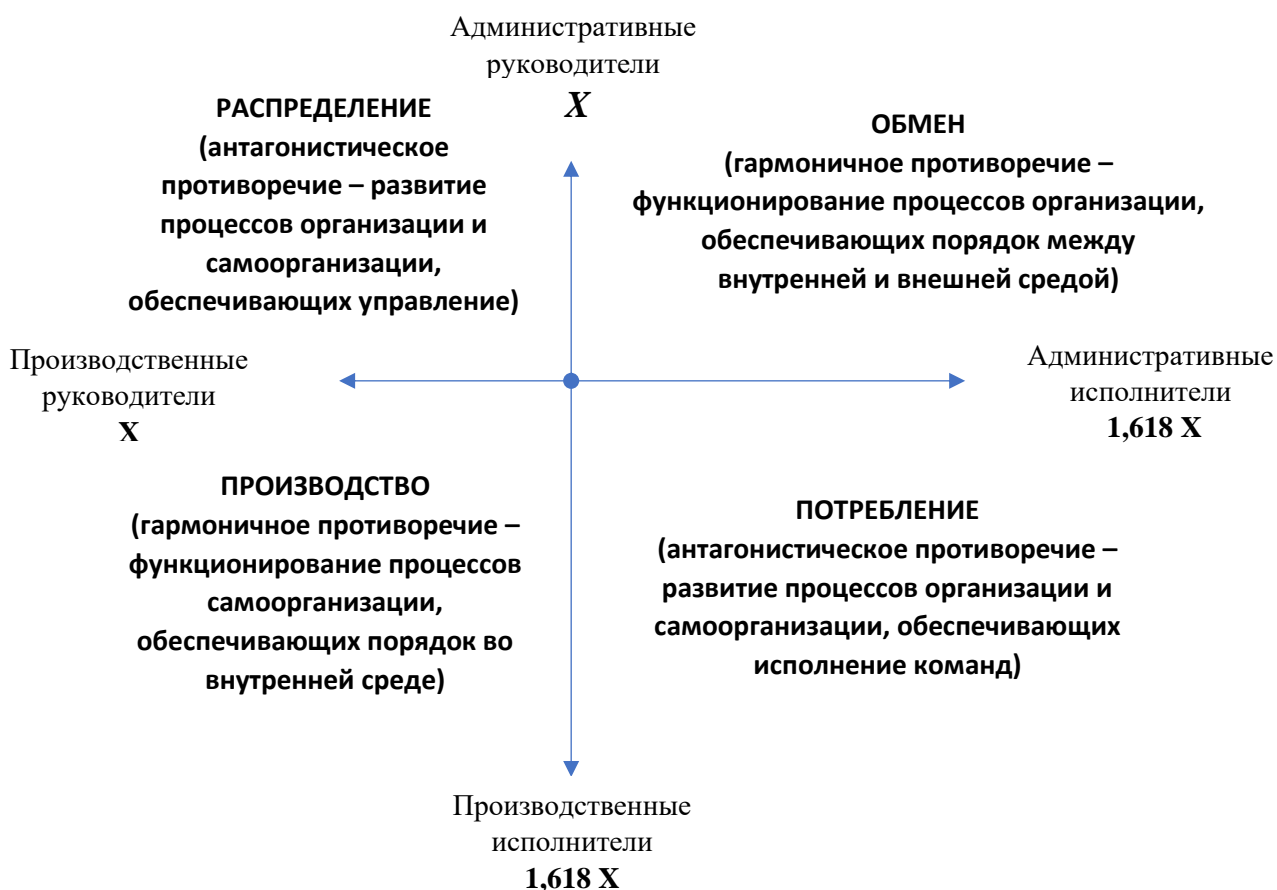 Административные
руководители
X
РАСПРЕДЕЛЕНИЕ
(антагонистическое
противоречие – развитие
процессов организации и
самоорганизации,
обеспечивающих управление)
ОБМЕН
(гармоничное противоречие –
функционирование процессов организации,
обеспечивающих порядок между
внутренней и внешней средой)
Производственные
руководители
X
Административные
исполнители
1,618 X
ПРОИЗВОДСТВО
(гармоничное противоречие –
функционирование процессов
самоорганизации,
обеспечивающих порядок во
внутренней среде)
ПОТРЕБЛЕНИЕ
(антагонистическое противоречие –
развитие процессов организации и
самоорганизации, обеспечивающих
исполнение команд)
Производственные
исполнители
1,618 X